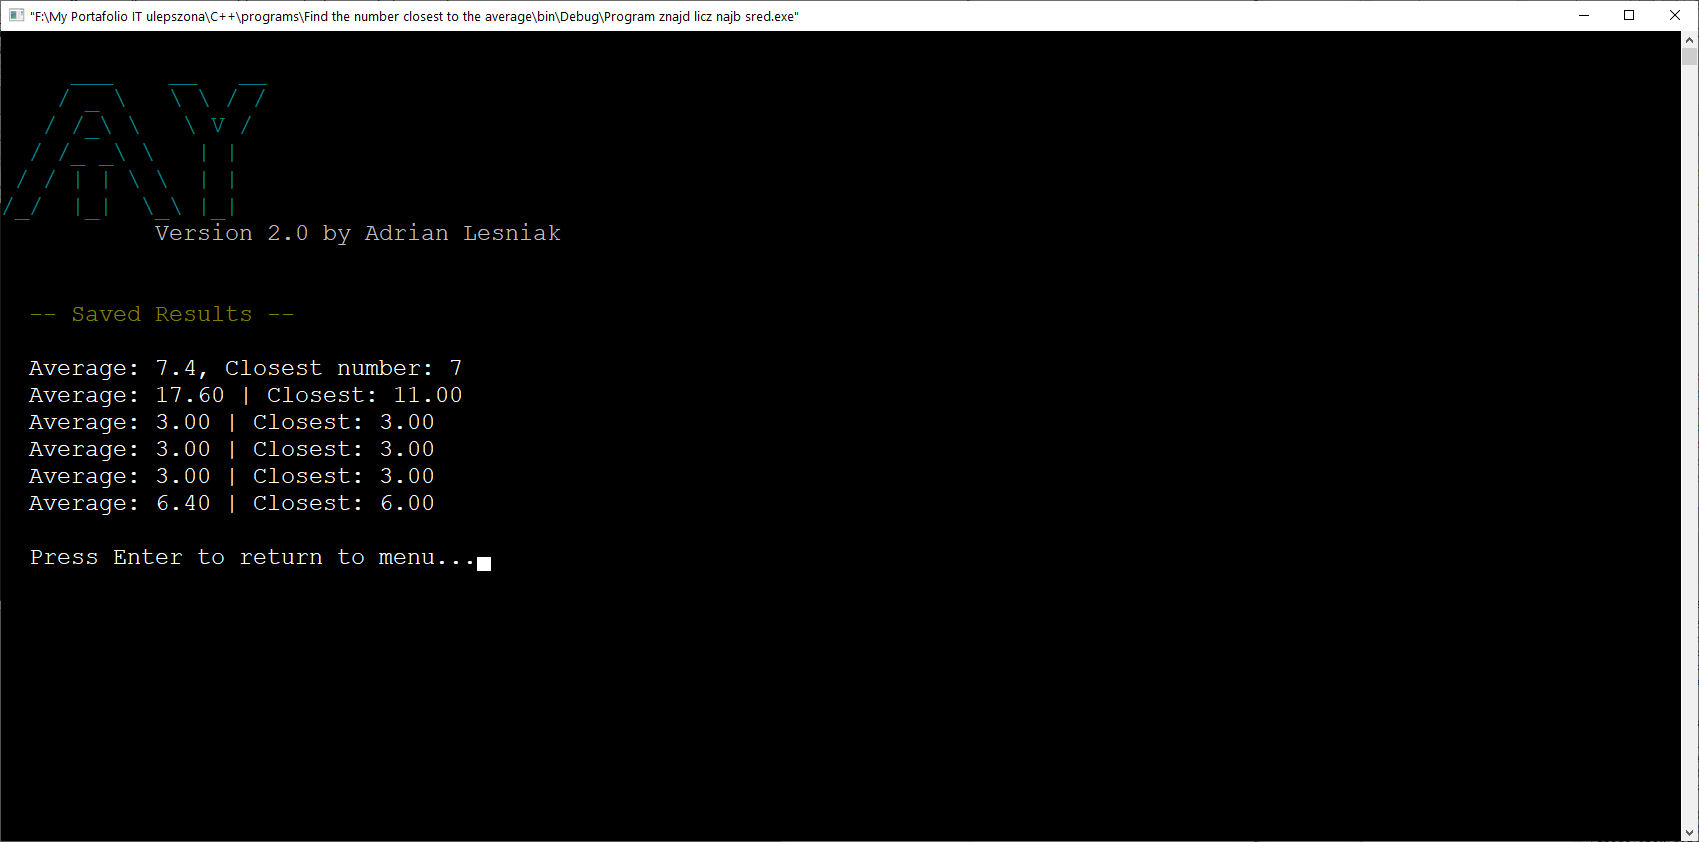 "F:\My Portafolio IT ulepszona\C++\programs\Find the number closest to the average\bin\Debug\Program znajd licz najb sred.exe"
     ____    __   __
    / _ \   \ \ / /
   / /_\ \   \ V /
  / /_ _\ \   | |
 / / | | \ \  | |
/_/  |_|  \_\ |_|
Version 2.0 by Adrian Lesniak
-- Saved Results --
Average: 7.4, Closest number: 7
Average: 17.60 | Closest: 11.00
Average: 3.00 | Closest: 3.00
Average: 3.00 | Closest: 3.00
Average: 3.00 | Closest: 3.00
Average: 6.40 | Closest: 6.00
Press Enter to return to menu...